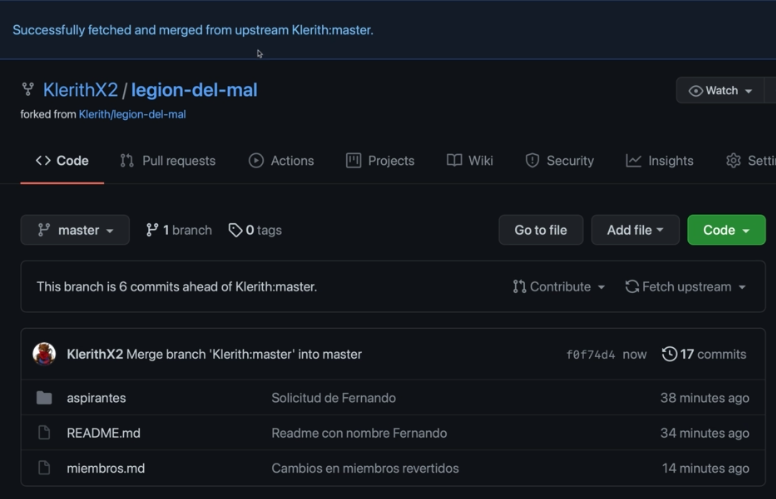 Successfully fetched and merged from upstream Klerith:master.
KlerithX2 / legion-del-mal
Watch
forked from Klerith/legion-del-mal
Code Pull requests Actions Projects Wiki Security Insights Setti
master 1 branch 0 tags Go to file Add file Code
This branch is 6 commits ahead of Klerith:master. Contribute Fetch upstream
KlerithX2 Merge branch 'Klerith:master' into master f0f74d4 now 17 commits
aspirantes Solicitud de Fernando 38 minutes ago
README.md Readme con nombre Fernando 34 minutes ago
miembros.md Cambios en miembros revertidos 14 minutes ago